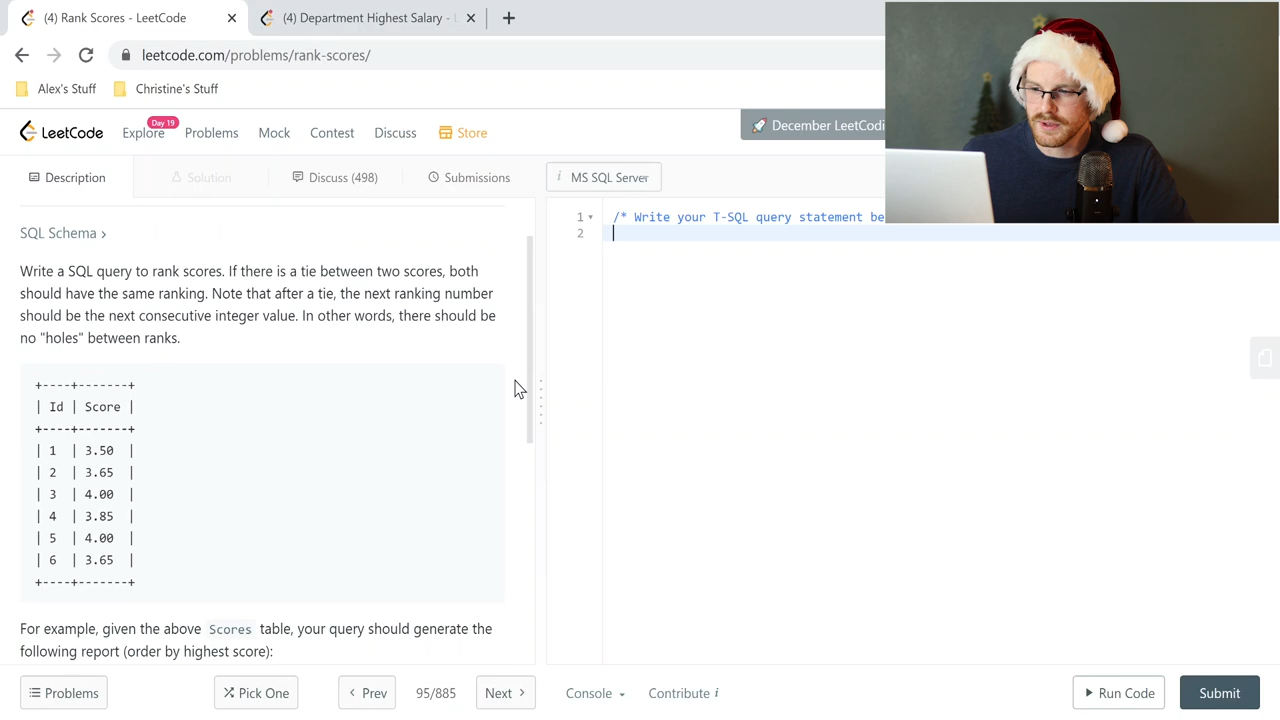 (4) Rank Scores - LeetCode
(4) Department Highest Salary -
leetcode.com/problems/rank-scores/
Alex's Stuff
Christine's Stuff
LeetCode
Explore
Day 19
Problems
Mock
Contest
Discuss
Store
🚀 December LeetCodi
Description
Solution
Discuss (498)
Submissions
i MS SQL Server
SQL Schema >
Write a SQL query to rank scores. If there is a tie between two scores, both
should have the same ranking. Note that after a tie, the next ranking number
should be the next consecutive integer value. In other words, there should be
no "holes" between ranks.
+----+-------+
| Id | Score |
+----+-------+
| 1 | 3.50 |
| 2 | 3.65 |
| 3 | 4.00 |
| 4 | 3.85 |
| 5 | 4.00 |
| 6 | 3.65 |
+----+-------+
For example, given the above Scores table, your query should generate the
following report (order by highest score):
1 /* Write your T-SQL query statement be
2
Problems
Pick One
< Prev
95/885
Next >
Console
Contribute i
Run Code
Submit